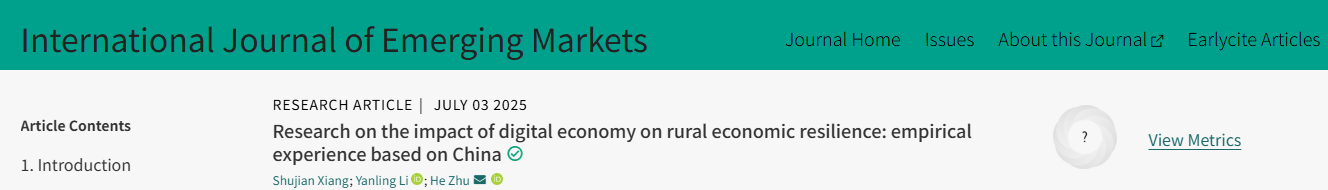 International Journal of Emerging Markets
Journal Home Issues About this Journal Earlycite Articles
Article Contents
1. Introduction
RESEARCH ARTICLE | JULY 03 2025
Research on the impact of digital economy on rural economic resilience: empirical
experience based on China
Shujian Xiang; Yanling Li iD; He Zhu iD
?
View Metrics